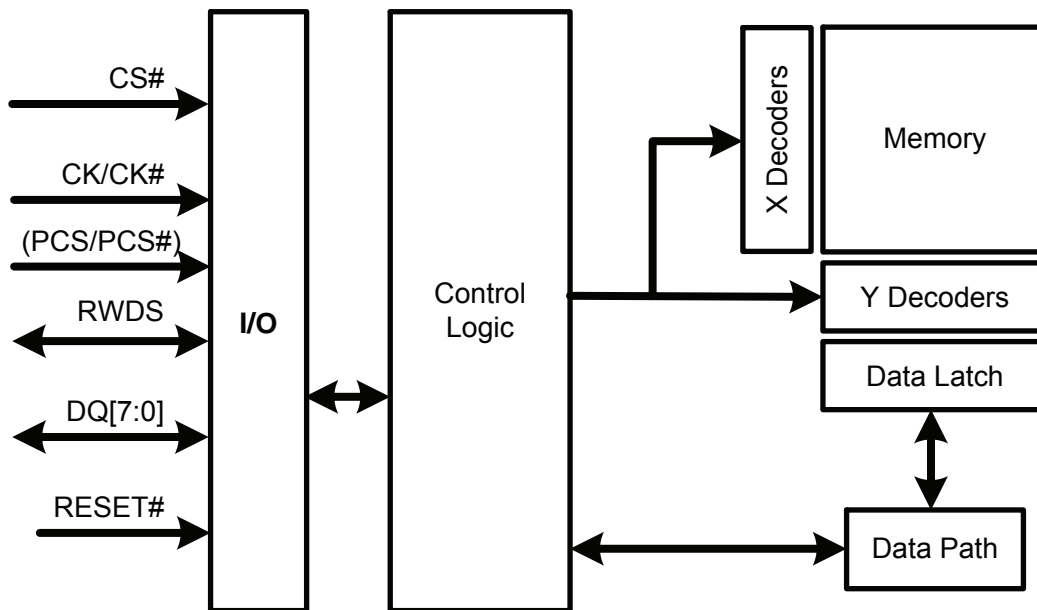 CS#
CK/CK#
(PCS/PCS#)
RWDS
DQ[7:0]
RESET#
I/O
Control
Logic
X Decoders
Memory
Y Decoders
Data Latch
Data Path